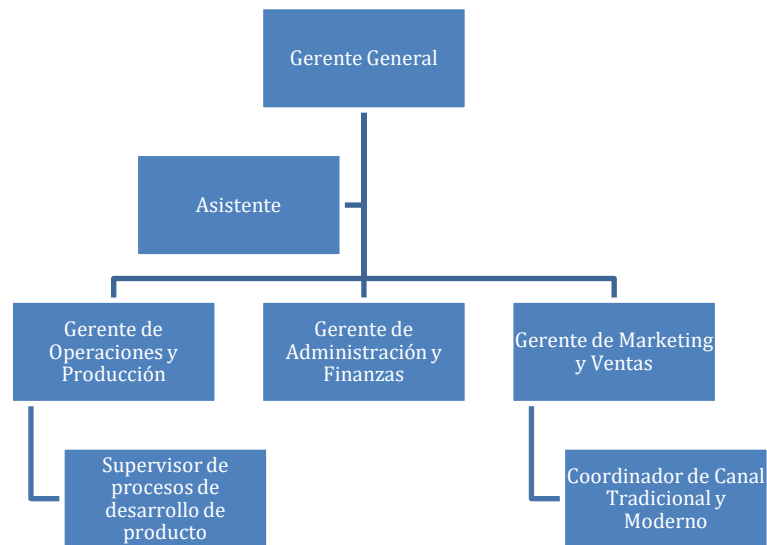 Gerente General
Asistente
Gerente de
Operaciones y
Producción
Gerente de
Administración y
Finanzas
Gerente de Marketing
y Ventas
Supervisor de
procesos de
desarrollo de
producto
Coordinador de Canal
Tradicional y
Moderno